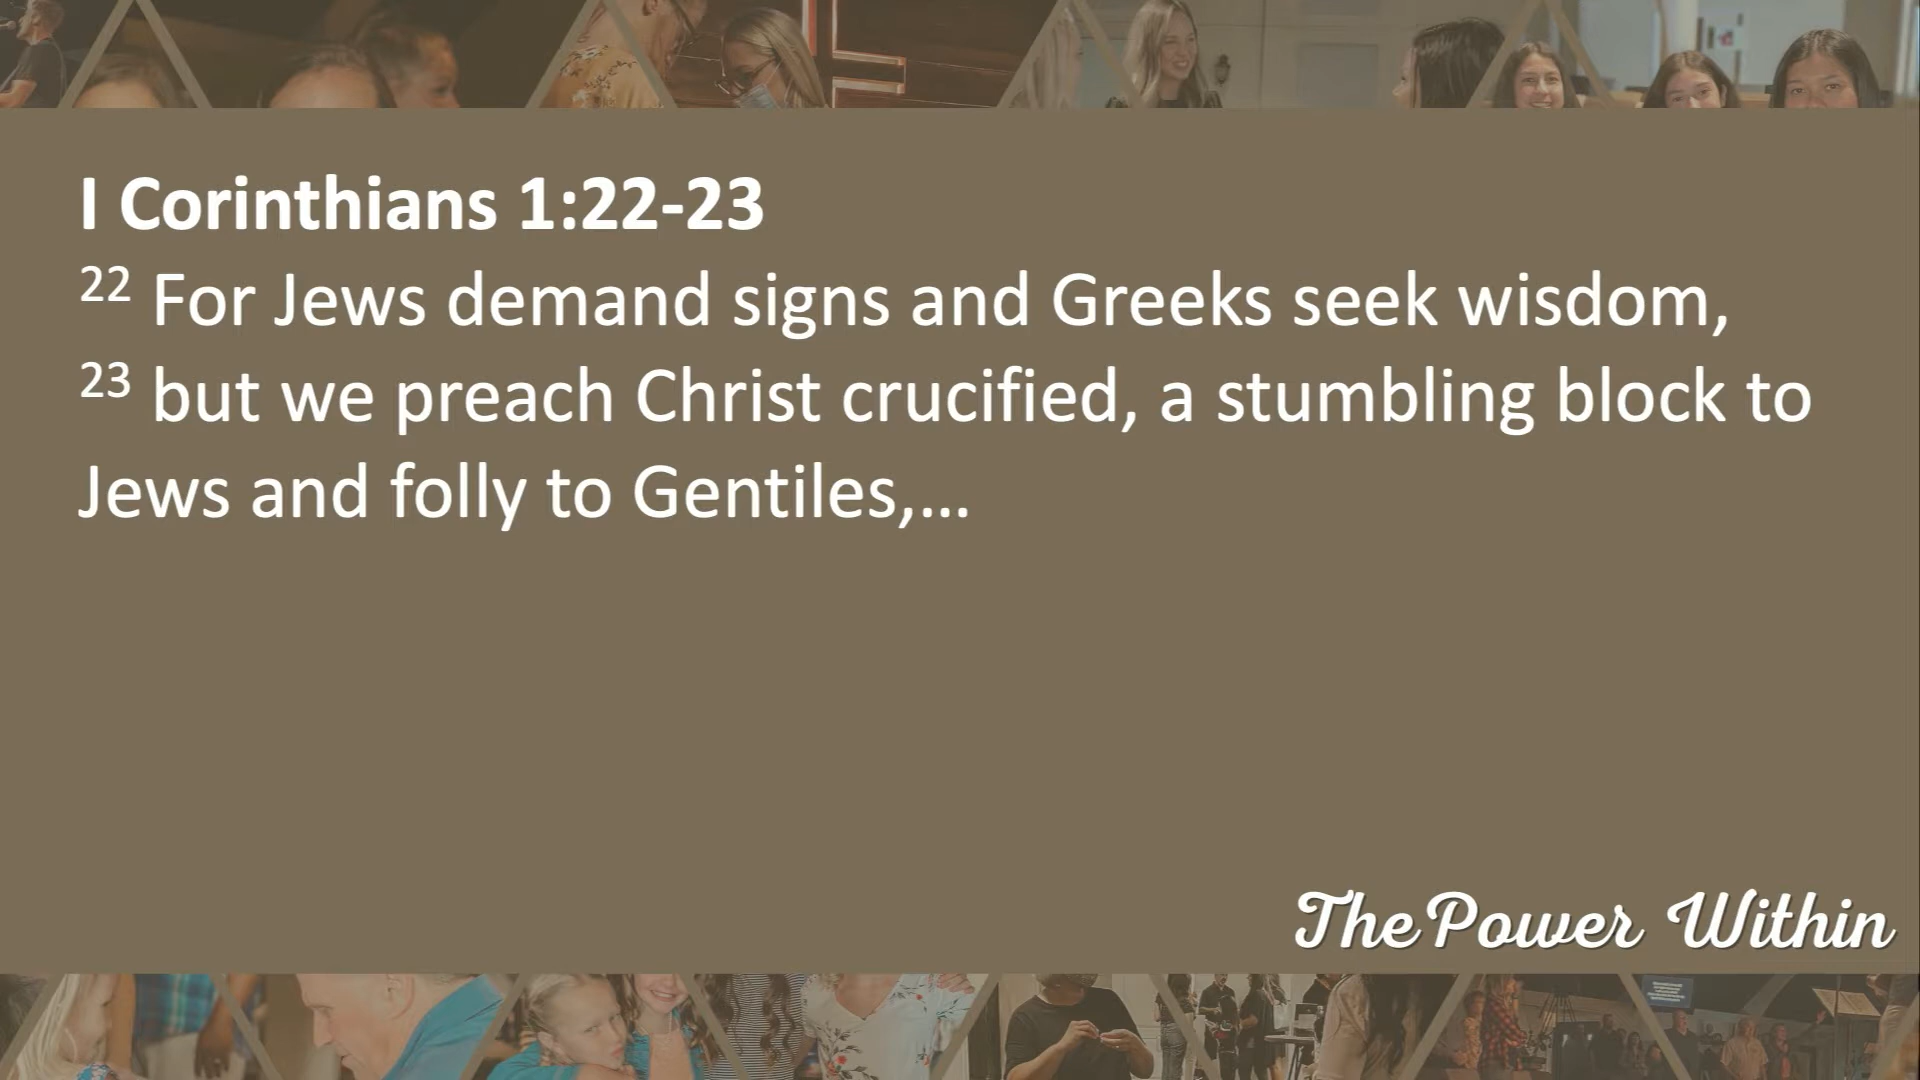 I Corinthians 1:22-23
22 For Jews demand signs and Greeks seek wisdom,
23 but we preach Christ crucified, a stumbling block to
Jews and folly to Gentiles,...
The Power Within